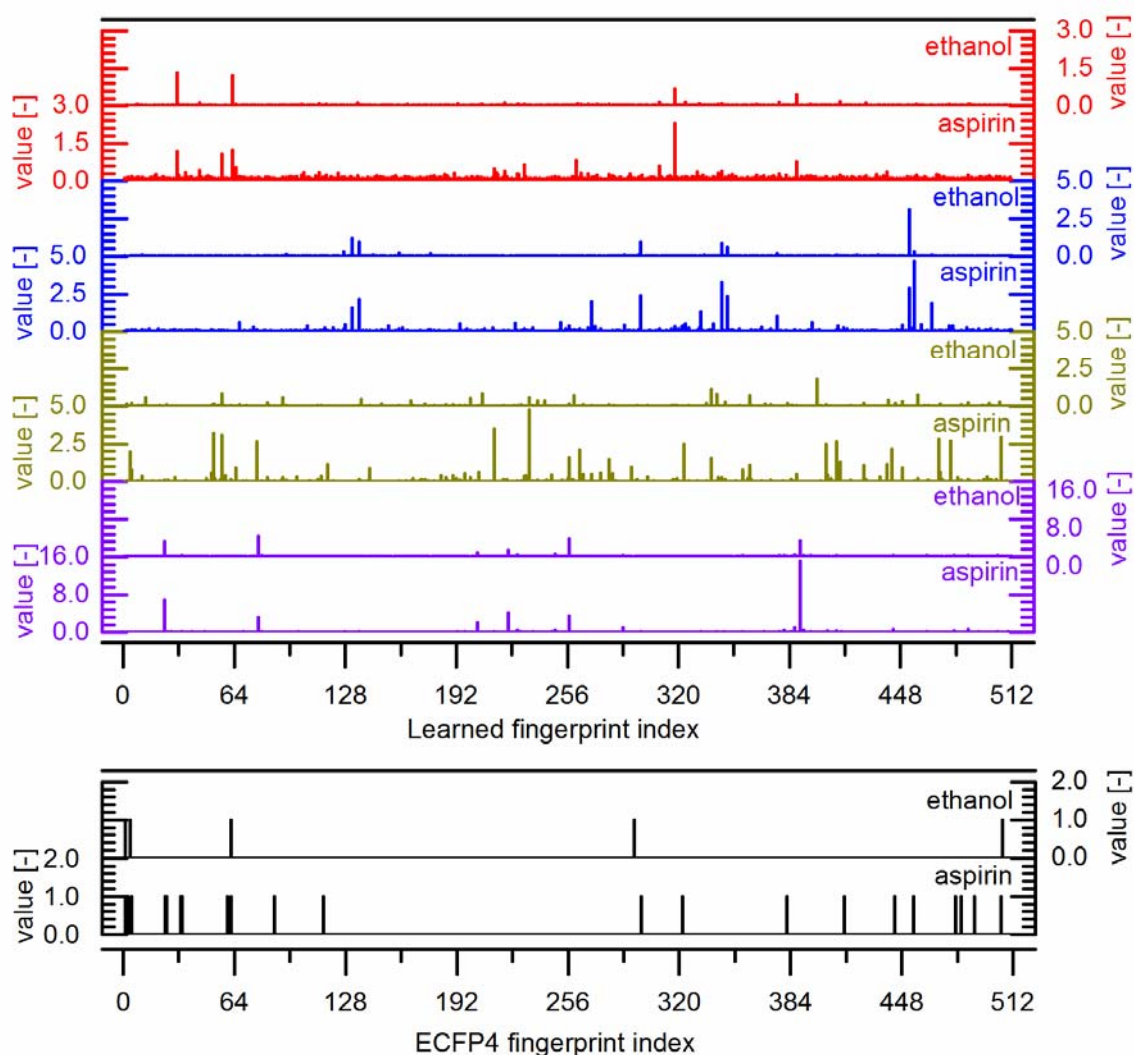 ethanol 3.0
1.5
0.0 value [-]
value [-] 3.0 aspirin
1.5
0.0
ethanol 5.0
2.5
0.0 value [-]
value [-] 5.0 aspirin
2.5
0.0
ethanol 5.0
2.5
0.0 value [-]
value [-] 5.0 aspirin
2.5
0.0
ethanol 16.0
8.0
0.0 value [-]
value [-] 16.0 aspirin
8.0
0.0
0 64 128 192 256 320 384 448 512
Learned fingerprint index
ethanol 2.0
1.0
0.0 value [-]
value [-] 2.0 aspirin
1.0
0.0
0 64 128 192 256 320 384 448 512
ECFP4 fingerprint index